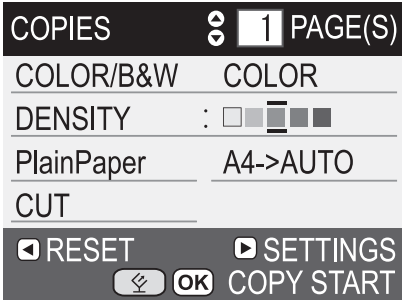 COPIES 1 PAGE(S)
COLOR/B&W COLOR
DENSITY :
PlainPaper A4->AUTO
CUT
RESET SETTINGS
OK COPY START